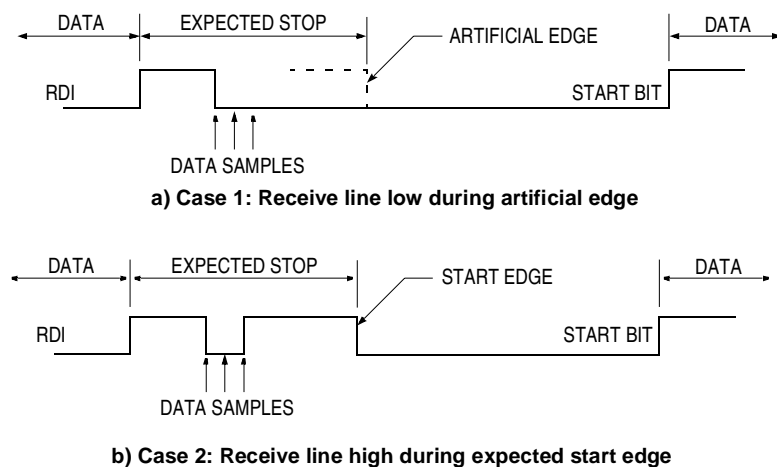 DATA EXPECTED STOP DATA
ARTIFICIAL EDGE
RDI START BIT
DATA SAMPLES
a) Case 1: Receive line low during artificial edge
DATA EXPECTED STOP DATA
START EDGE
RDI START BIT
DATA SAMPLES
b) Case 2: Receive line high during expected start edge